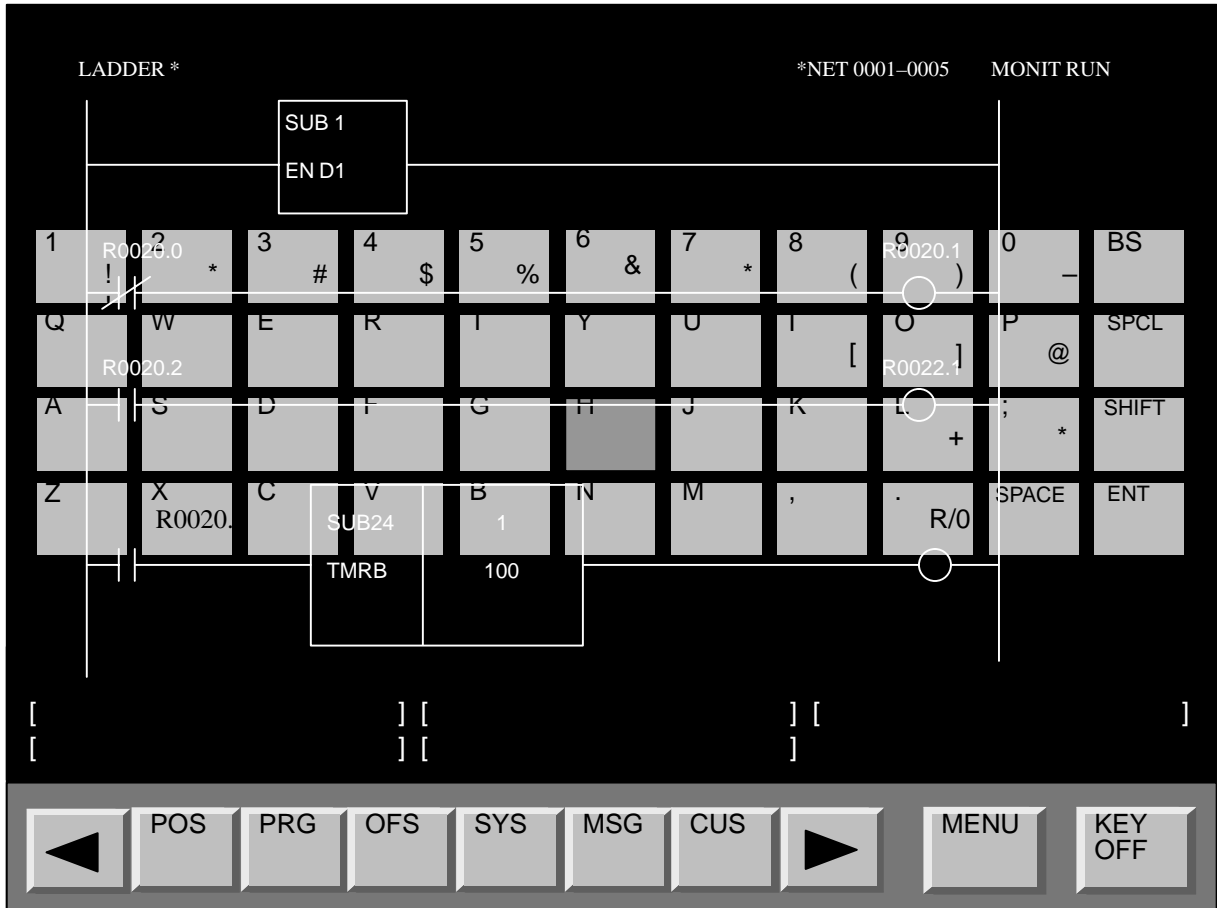 LADDER * *NET 0001–0005 MONIT RUN
SUB 1
EN D1
1 ! 2 * 3 # 4 $ 5 % 6 & 7 * 8 ( 9 ) 0 – BS
R0020.0 R0020.1
Q W E R T Y U I [ O ] P @ SPCL
R0020.2 R0022.1
A S D F G H J K L + ; * SHIFT
Z X C V B N M , . R/0 SPACE ENT
R0020. SUB24 1
TMRB 100
[ ] [ ] [ ]
[ ] [ ]
POS PRG OFS SYS MSG CUS MENU KEY OFF